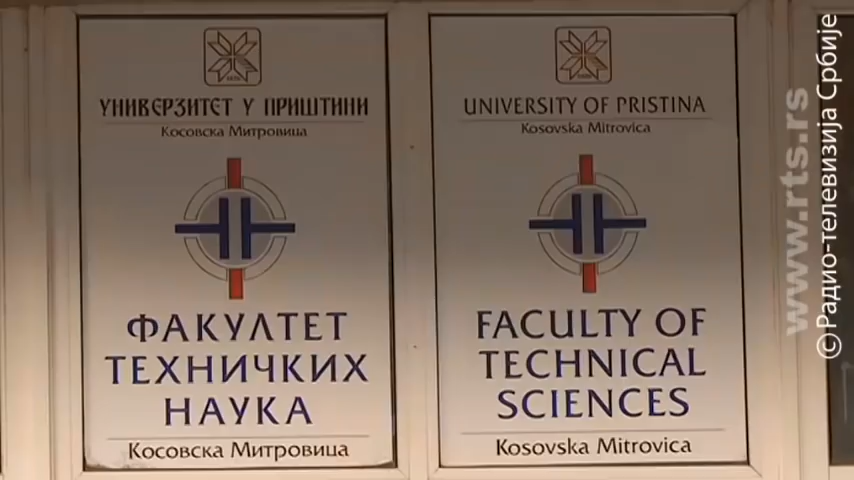 УНИВЕРЗИТЕТ У ПРИШТИНИ
Косовска Митровица
ФАКУЛТЕТ
ТЕХНИЧКИХ
НАУКА
Косовска Митровица
UNIVERSITY OF PRISTINA
Kosovska Mitrovica
FACULTY OF
TECHNICAL
SCIENCES
Kosovska Mitrovica
www.rts.rs
© Радио-телевизија Србије